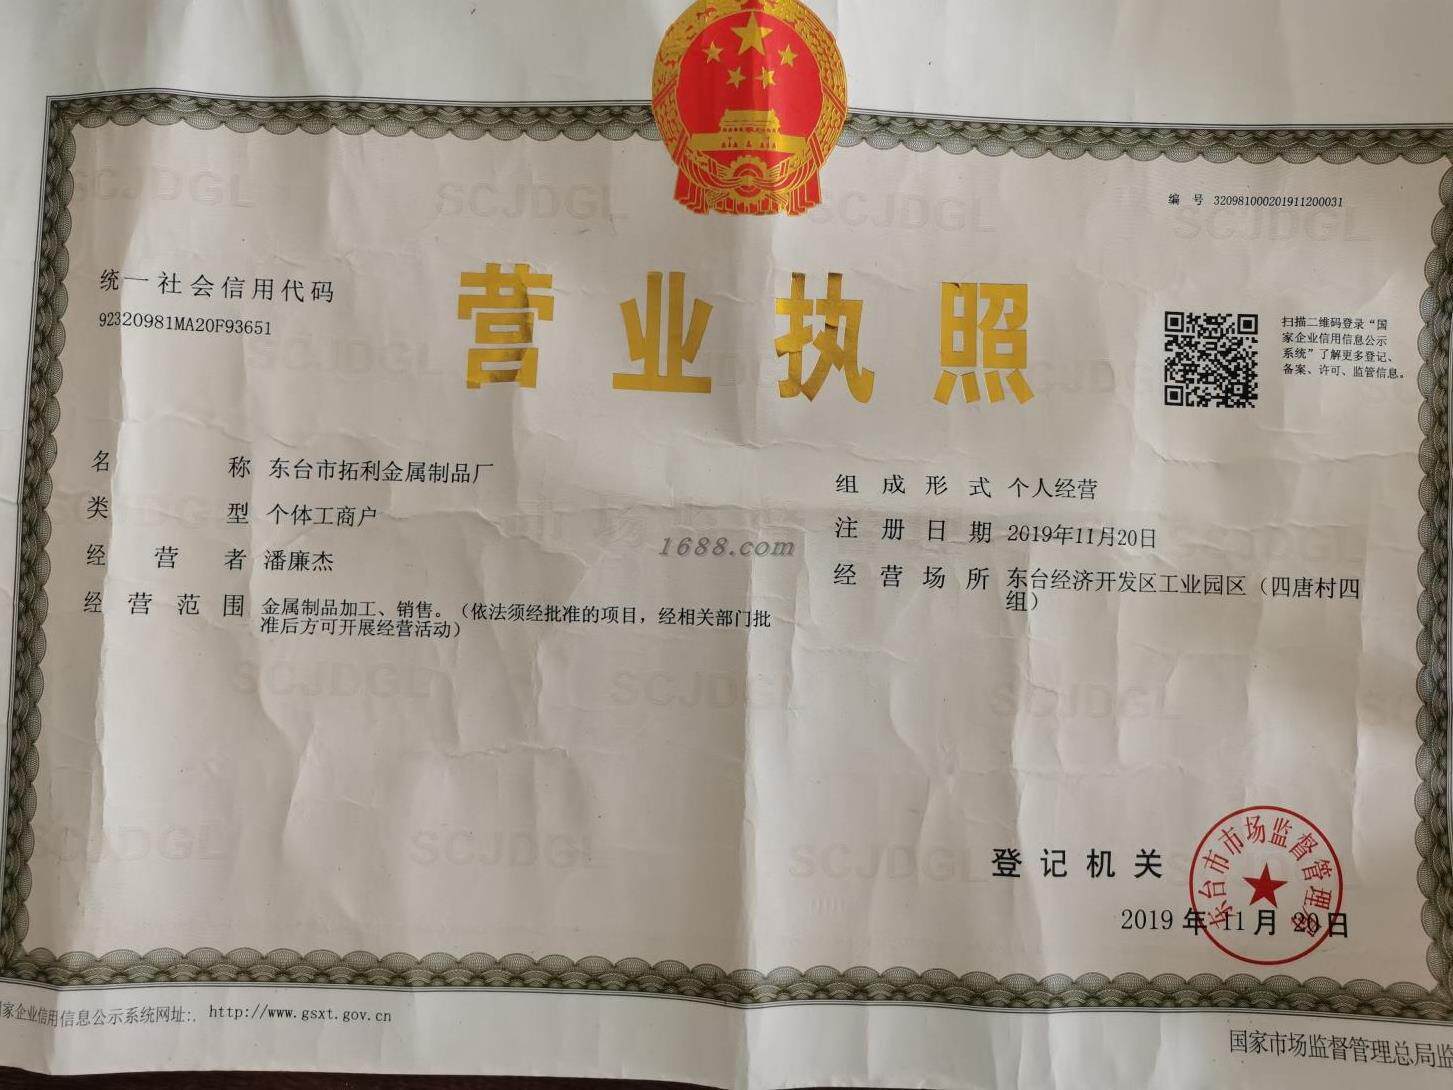 编 号 320981000201911200031
统一社会信用代码
92320981MA20F93651
营业执照
扫描二维码登录“国
家企业信用信息公示
系统”了解更多登记、
备案、许可、监管信息。
名 称 东台市拓利金属制品厂
类 型 个体工商户
经 营 者 潘廉杰
经 营 范 围 金属制品加工、销售。（依法须经批准的项目，经相关部门批
准后方可开展经营活动）
组 成 形 式 个人经营
注 册 日 期 2019年11月20日
经 营 场 所 东台经济开发区工业园区（四唐村四
组）
1688.com
登 记 机 关
东台市市场监督管理局
2019 年 11 月 20 日
国家企业信用信息公示系统网址: http://www.gsxt.gov.cn
国家市场监督管理总局监
SCJDGL